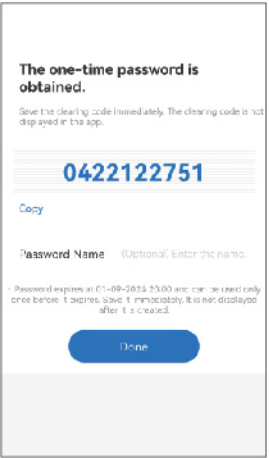 The one-time password is
obtained.
Save the clearing code immediately. The clearing code is not
displayed in the app.
0422122751
Copy
Password Name (Optional) Enter the name.
* Password expires at 01-09-2024 20:00 and can be used only
once before it expires. Save it immediately. It is not displayed
after it is created.
Done